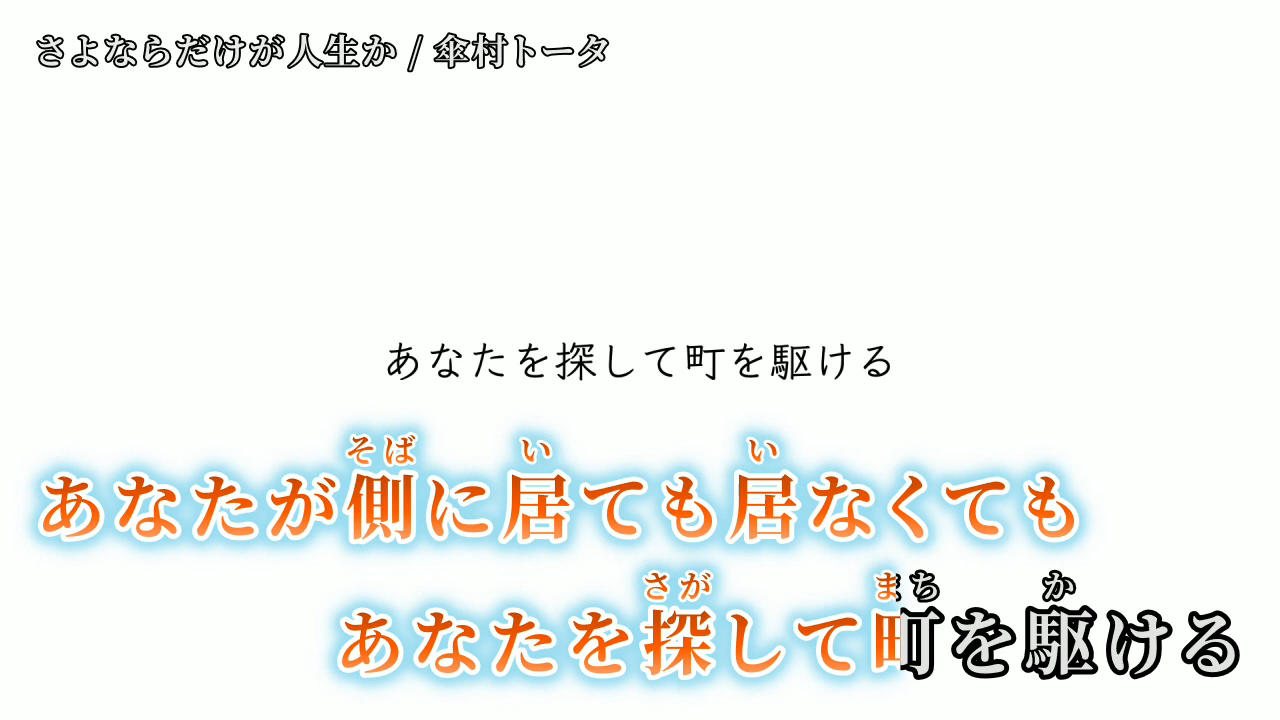 さよならだけが人生か / 傘村トータ
あなたを探して町を駆ける
そば い い
あなたが側に居ても居なくても
さが まち か
あなたを探して町を駆ける